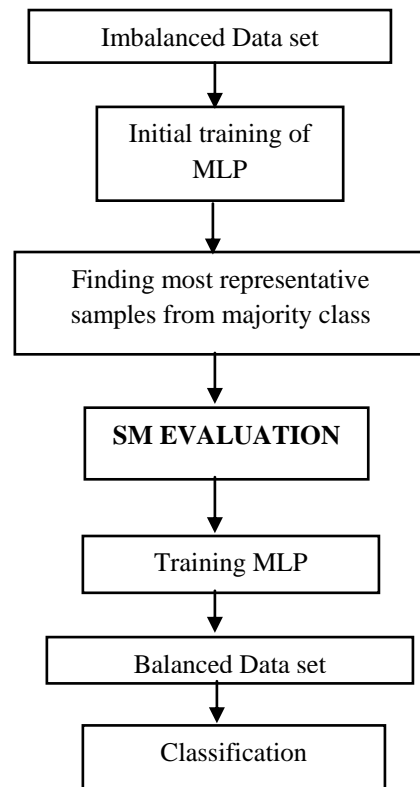 Imbalanced Data set
Initial training of
MLP
Finding most representative
samples from majority class
SM EVALUATION
Training MLP
Balanced Data set
Classification